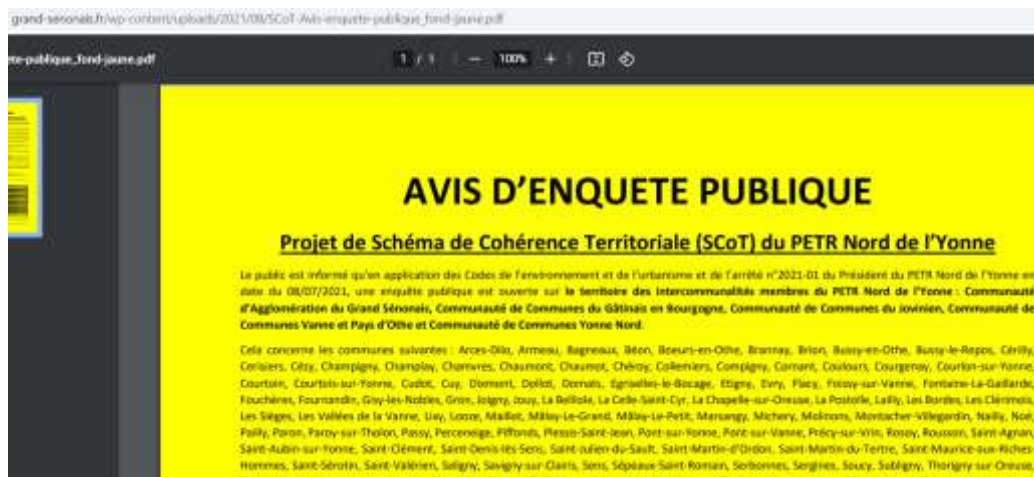 grand-senonais.fr/wp-content/uploads/2021/08/SCoT-Avis-enquete-publique_fond-jaune.pdf
te-publique_fond-jaune.pdf
1 / 1 − 100% +
AVIS D’ENQUETE PUBLIQUE
Projet de Schéma de Cohérence Territoriale (SCoT) du PETR Nord de l’Yonne
Le public est informé qu’en application des Codes de l’environnement et de l’urbanisme et de l’arrêté n°2021-01 du Président du PETR Nord de l’Yonne en
date du 08/07/2021, une enquête publique est ouverte sur le territoire des intercommunalités membres du PETR Nord de l’Yonne : Communauté
d’Agglomération du Grand Sénonais, Communauté de Communes du Gâtinais en Bourgogne, Communauté de Communes du Jovinien, Communauté de
Communes Vanne et Pays d’Othe et Communauté de Communes Yonne Nord.
Cela concerne les communes suivantes : Arces-Dilo, Armeau, Bagneaux, Béon, Boeurs-en-Othe, Brannay, Brion, Bussy-en-Othe, Bussy-le-Repos, Cérilly,
Cerisiers, Cézy, Champigny, Champlay, Chamvres, Chaumont, Chaumot, Chéroy, Collemiers, Compigny, Cornant, Coulours, Courgenay, Courlon-sur-Yonne,
Courtoin, Courtois-sur-Yonne, Cudot, Cuy, Dixmont, Dollot, Domats, Egriselles-le-Bocage, Etigny, Evry, Flacy, Foissy-sur-Vanne, Fontaine-La-Gaillarde,
Fouchères, Fournaudin, Gisy-les-Nobles, Gron, Joigny, Jouy, La Belliole, La Celle-Saint-Cyr, La Chapelle-sur-Oreuse, La Postolle, Lailly, Les Bordes, Les Clérimois,
Les Sièges, Les Vallées de la Vanne, Lixy, Looze, Maillot, Mâlay-Le-Grand, Mâlay-Le-Petit, Marsangy, Michery, Molinons, Montacher-Villegardin, Nailly, Noé,
Pailly, Paron, Paroy-sur-Tholon, Passy, Perceneige, Piffonds, Plessis-Saint-Jean, Pont-sur-Yonne, Pont-sur-Vanne, Précy-sur-Vrin, Rosoy, Rousson, Saint-Agnan,
Saint-Aubin-sur-Yonne, Saint-Clément, Saint-Denis-lès-Sens, Saint-Julien-du-Sault, Saint-Martin-d’Ordon, Saint-Martin-du-Tertre, Saint-Maurice-aux-Riches-
Hommes, Saint-Sérotin, Saint-Valérien, Saligny, Savigny-sur-Clairis, Sens, Sépeaux-Saint-Romain, Serbonnes, Sergines, Soucy, Subligny, Thorigny-sur-Oreuse,